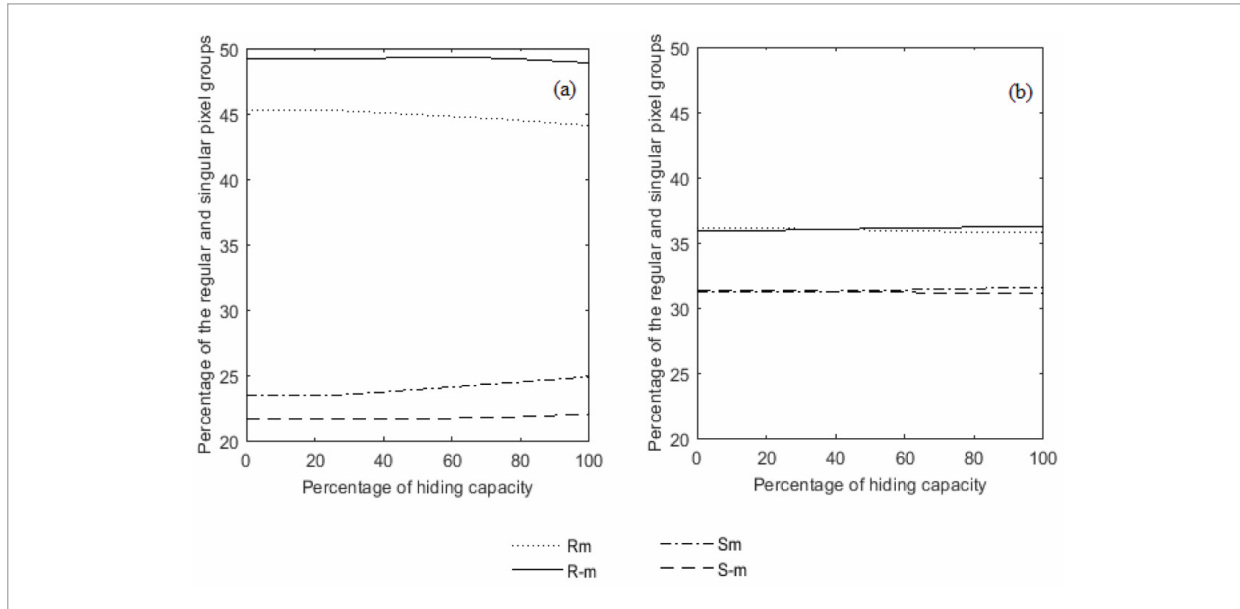 Percentage of the regular and singular pixel groups
50
45
40
35
30
25
20
(a)
0 20 40 60 80 100
Percentage of hiding capacity
Percentage of the regular and singular pixel groups
50
45
40
35
30
25
20
(b)
0 20 40 60 80 100
Percentage of hiding capacity
Rm Sm
R-m S-m